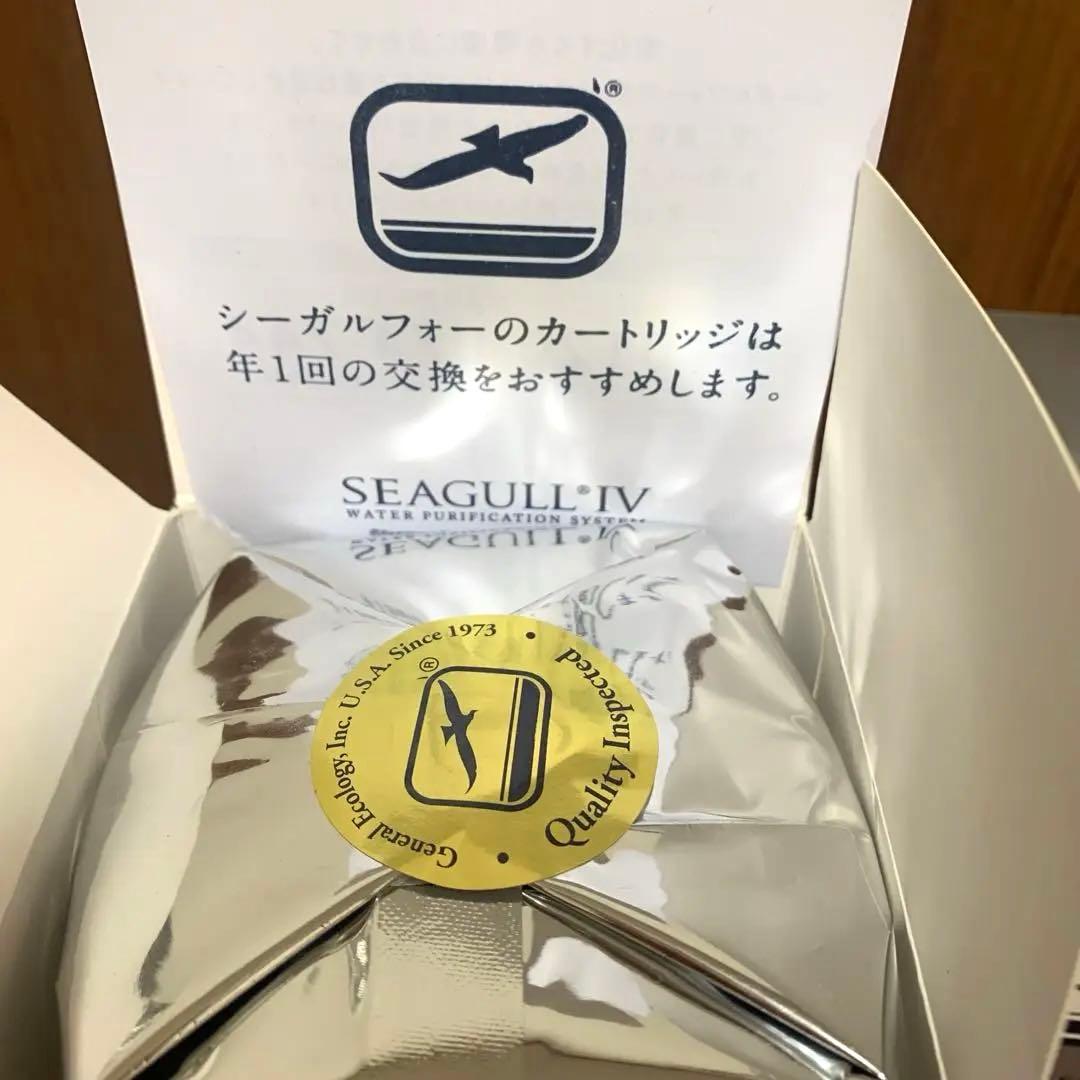 ®
シーガルフォーのカートリッジは
年1回の交換をおすすめします。
SEAGULL® IV
WATER PURIFICATION SYSTEM
General Ecology, Inc. U.S.A. Since 1973
®
Quality Inspected